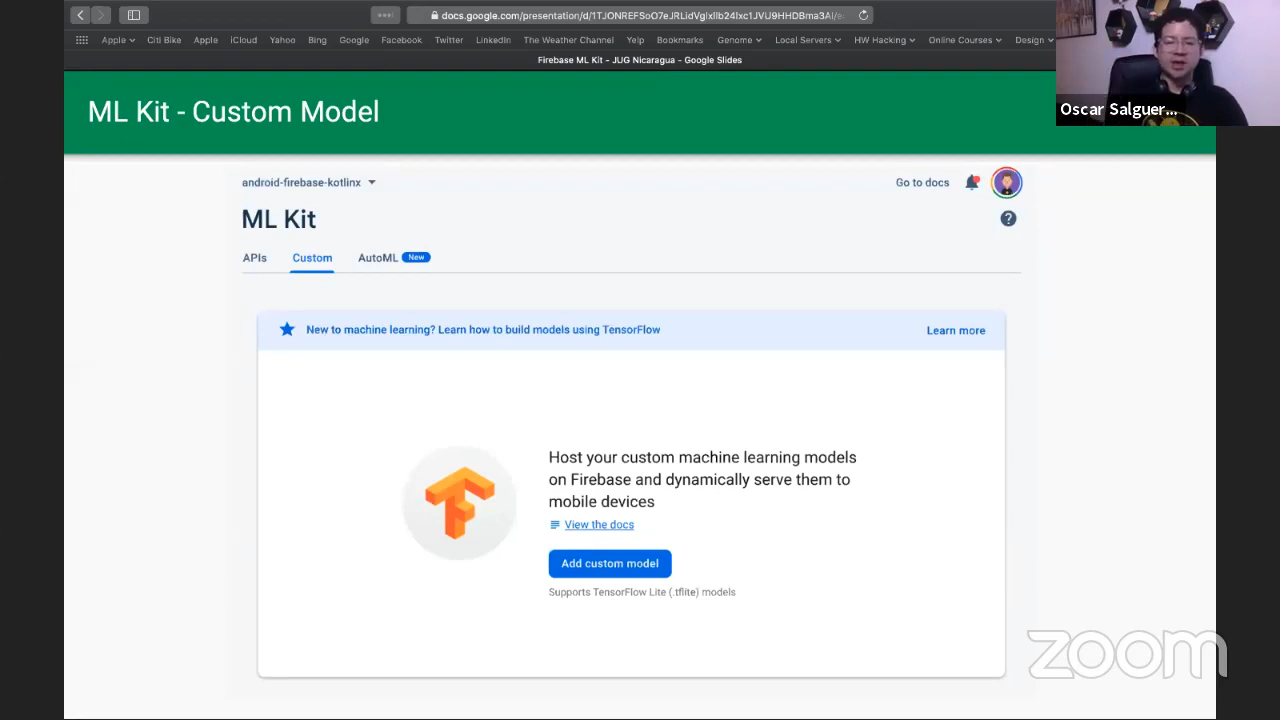 docs.google.com/presentation/d/
Apple Citi Bike Apple iCloud Yahoo Bing Google Facebook Twitter LinkedIn The Weather Channel Yelp Bookmarks Genome Local Servers HW Hacking Online Courses Design
Firebase ML Kit - JUG Nicaragua - Google Slides
Oscar Salguer...
ML Kit - Custom Model
android-firebase-kotlinx Go to docs
ML Kit
?
APIs Custom AutoML New
New to machine learning? Learn how to build models using TensorFlow Learn more
Host your custom machine learning models
on Firebase and dynamically serve them to
mobile devices
View the docs
Add custom model
Supports TensorFlow Lite (.tflite) models
zoom